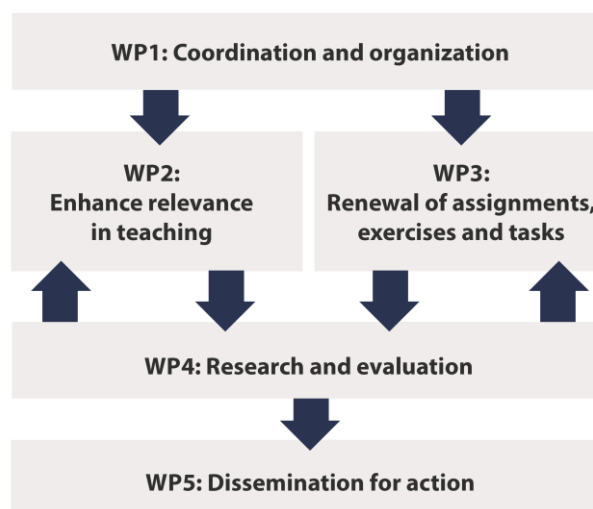 WP1: Coordination and organization
WP2:
Enhance relevance
in teaching
WP3:
Renewal of assignments,
exercises and tasks
WP4: Research and evaluation
WP5: Dissemination for action